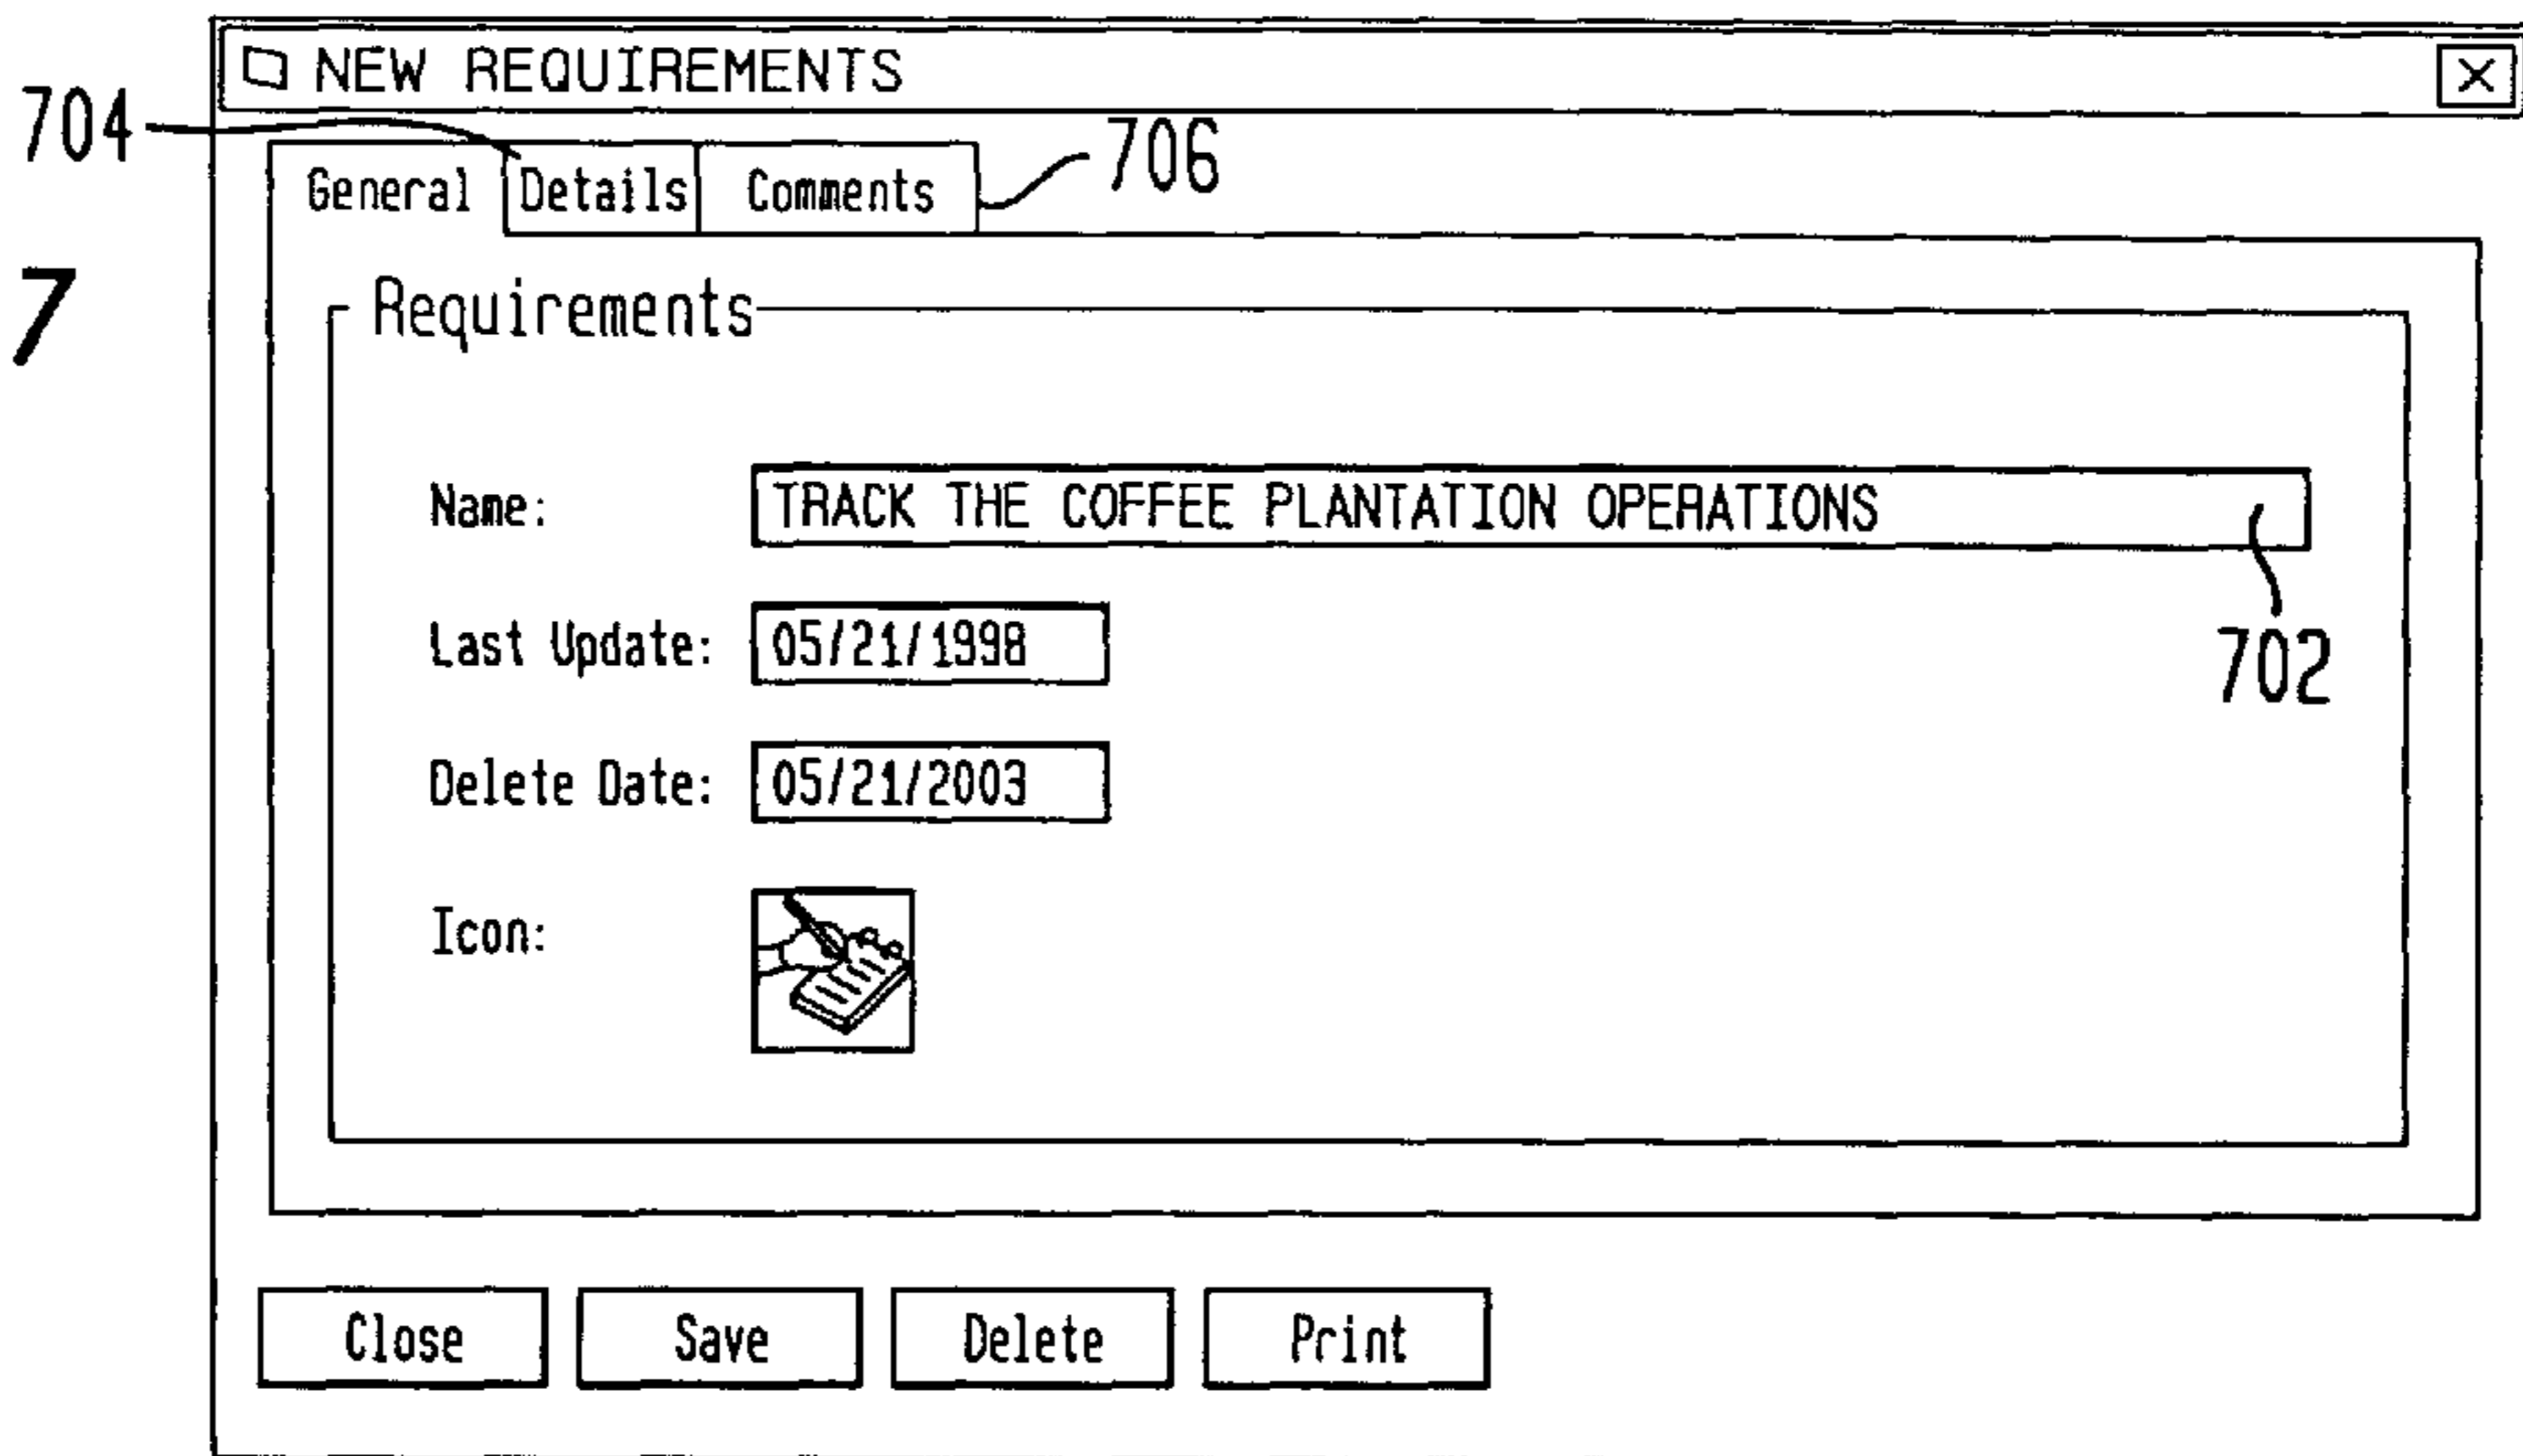 NEW REQUIREMENTS
704
706
General Details Comments
7
Requirements
Name: TRACK THE COFFEE PLANTATION OPERATIONS
Last Update: 05/21/1998
702
Delete Date: 05/21/2003
Icon:
Close Save Delete Print